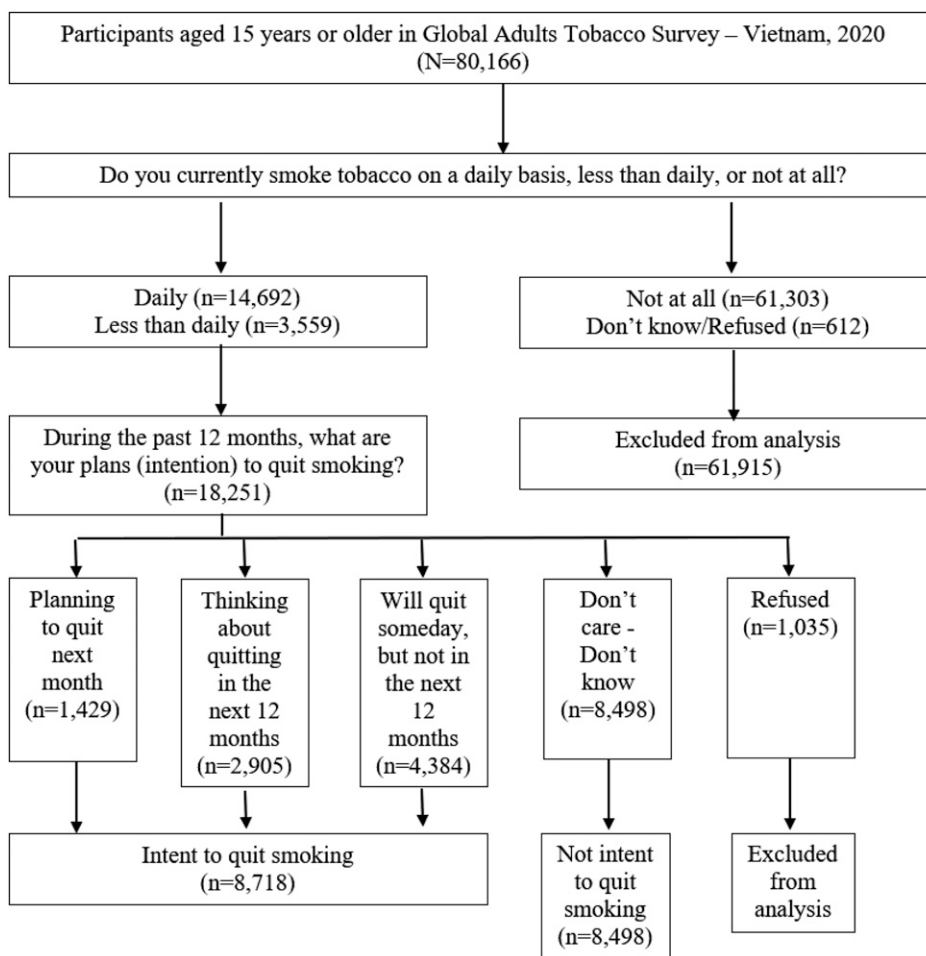 Participants aged 15 years or older in Global Adults Tobacco Survey – Vietnam, 2020
(N=80,166)
Do you currently smoke tobacco on a daily basis, less than daily, or not at all?
Daily (n=14,692)
Less than daily (n=3,559)
Not at all (n=61,303)
Don’t know/Refused (n=612)
During the past 12 months, what are
your plans (intention) to quit smoking?
(n=18,251)
Excluded from analysis
(n=61,915)
Planning
to quit
next
month
(n=1,429)
Thinking
about
quitting
in the
next 12
months
(n=2,905)
Will quit
someday,
but not in
the next
12
months
(n=4,384)
Don’t
care -
Don’t
know
(n=8,498)
Refused
(n=1,035)
Intent to quit smoking
(n=8,718)
Not intent
to quit
smoking
(n=8,498)
Excluded
from
analysis